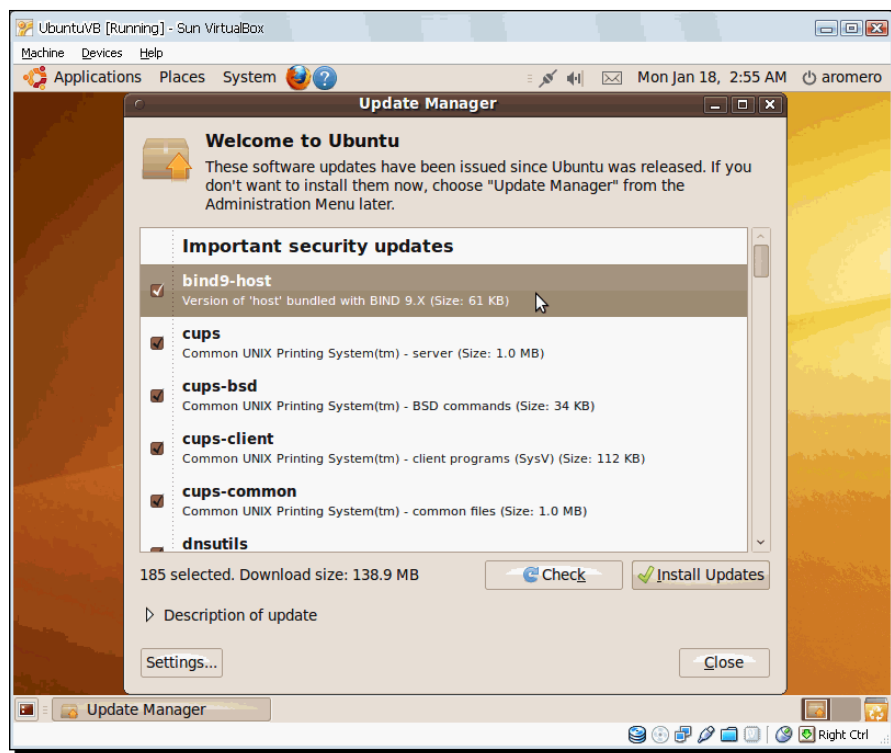 UbuntuVB [Running] - Sun VirtualBox
Machine Devices Help
Applications Places System Mon Jan 18, 2:55 AM aromero
Update Manager
Welcome to Ubuntu
These software updates have been issued since Ubuntu was released. If you
don't want to install them now, choose "Update Manager" from the
Administration Menu later.
Important security updates
bind9-host
Version of 'host' bundled with BIND 9.X (Size: 61 KB)
cups
Common UNIX Printing System(tm) - server (Size: 1.0 MB)
cups-bsd
Common UNIX Printing System(tm) - BSD commands (Size: 34 KB)
cups-client
Common UNIX Printing System(tm) - client programs (SysV) (Size: 112 KB)
cups-common
Common UNIX Printing System(tm) - common files (Size: 1.0 MB)
dnsutils
185 selected. Download size: 138.9 MB Check Install Updates
Description of update
Settings... Close
Update Manager
Right Ctrl